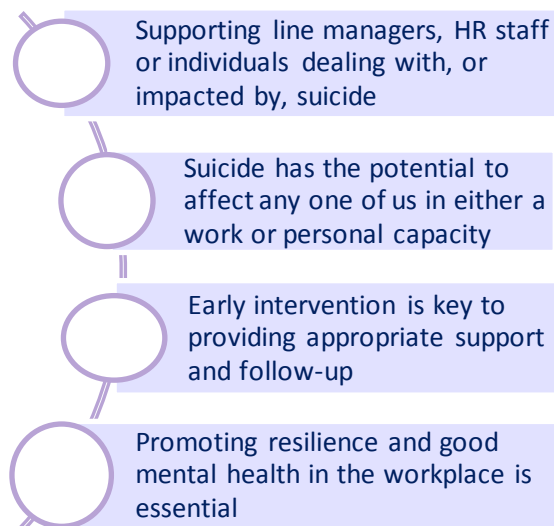 Supporting line managers, HR staff
or individuals dealing with, or
impacted by, suicide
Suicide has the potential to
affect any one of us in either a
work or personal capacity
Early intervention is key to
providing appropriate support
and follow-up
Promoting resilience and good
mental health in the workplace is
essential